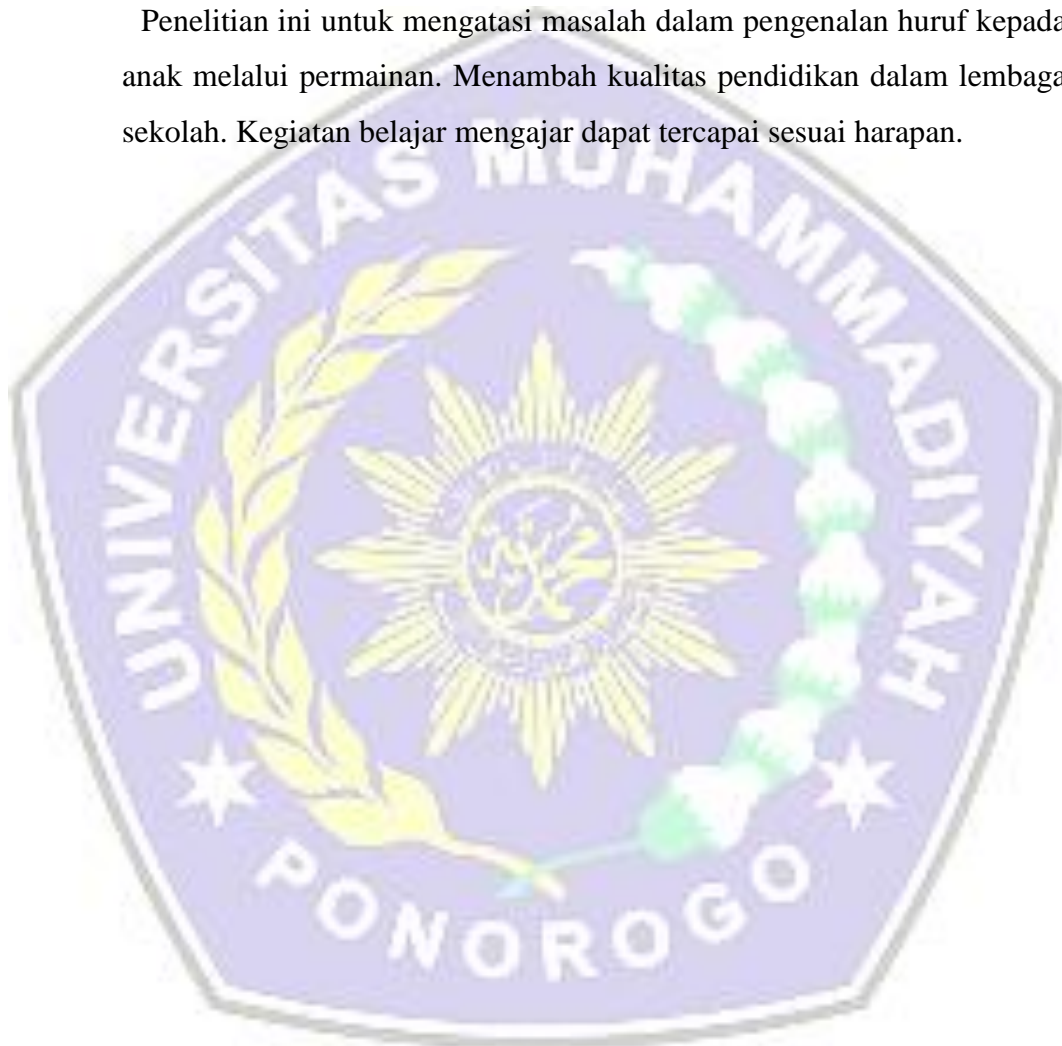 Penelitian ini untuk mengatasi masalah dalam pengenalan huruf kepada
anak melalui permainan. Menambah kualitas pendidikan dalam lembaga
sekolah. Kegiatan belajar mengajar dapat tercapai sesuai harapan.
UNIVERSITAS MUHAMMADIYAH
PONOROGO